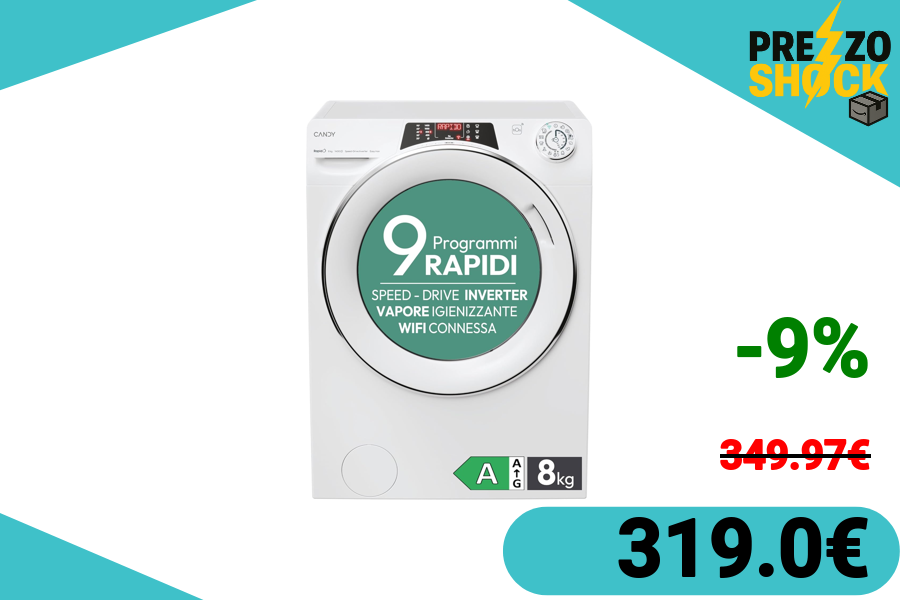 PREZZO
SHOCK
CANDY
RAPIDO
9 Programmi
RAPIDI
SPEED - DRIVE INVERTER
VAPORE IGIENIZZANTE
WIFI CONNESSA
-9%
349.97€
A
A
G
8kg
319.0€